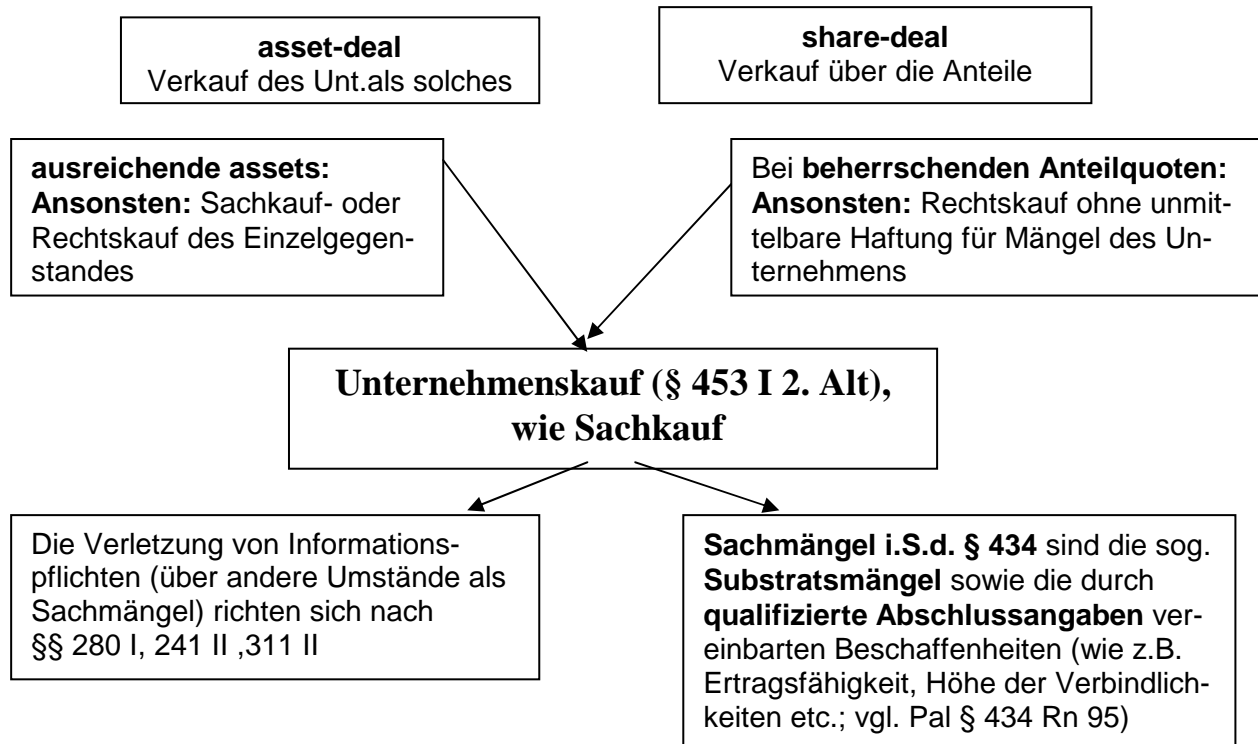 asset-deal
Verkauf des Unt.als solches
share-deal
Verkauf über die Anteile
ausreichende assets:
Ansonsten: Sachkauf- oder
Rechtskauf des Einzelgegen-
standes
Bei beherrschenden Anteilquoten:
Ansonsten: Rechtskauf ohne unmit-
telbare Haftung für Mängel des Un-
ternehmens
Unternehmenskauf (§ 453 I 2. Alt),
wie Sachkauf
Die Verletzung von Informations-
pflichten (über andere Umstände als
Sachmängel) richten sich nach
§§ 280 I, 241 II ,311 II
Sachmängel i.S.d. § 434 sind die sog.
Substratsmängel sowie die durch
qualifizierte Abschlussangaben ver-
einbarten Beschaffenheiten (wie z.B.
Ertragsfähigkeit, Höhe der Verbindlich-
keiten etc.; vgl. Pal § 434 Rn 95)